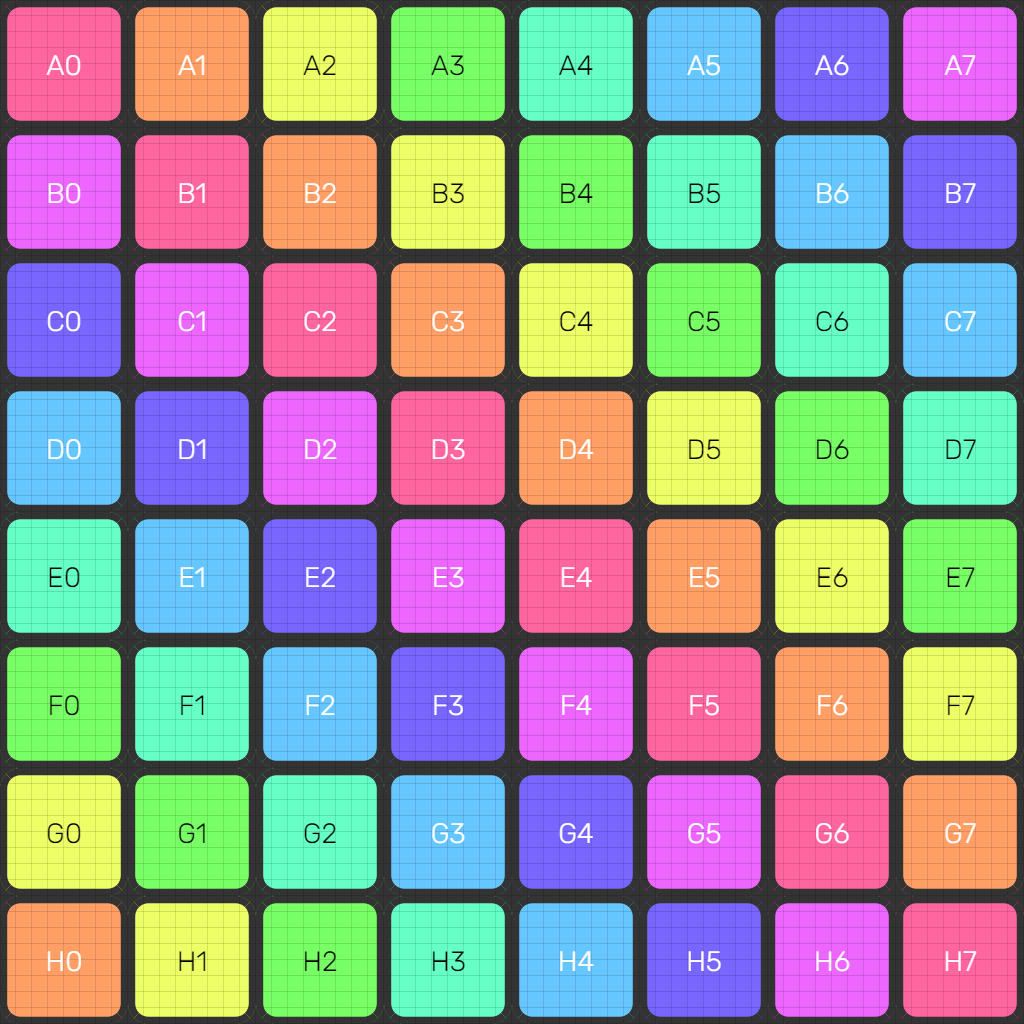 A0 A1 A2 A3 A4 A5 A6 A7
B0 B1 B2 B3 B4 B5 B6 B7
C0 C1 C2 C3 C4 C5 C6 C7
D0 D1 D2 D3 D4 D5 D6 D7
E0 E1 E2 E3 E4 E5 E6 E7
F0 F1 F2 F3 F4 F5 F6 F7
G0 G1 G2 G3 G4 G5 G6 G7
H0 H1 H2 H3 H4 H5 H6 H7